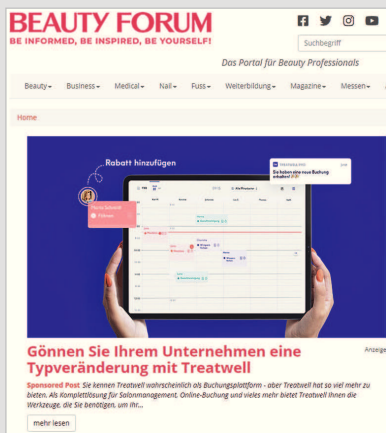 BEAUTY FORUM
BE INFORMED, BE INSPIRED, BE YOURSELF!
Suchbegriff
Das Portal für Beauty Professionals
Beauty Business Medical Nail Fuss Weiterbildung Magazine Messen
Home
Rabatt hinzufügen
Sie haben eine neue Buchung
erhalten!
Gönnen Sie Ihrem Unternehmen eine
Typveränderung mit Treatwell
Anzeige
Sponsored Post Sie kennen Treatwell wahrscheinlich als Buchungsplattform - aber Treatwell hat so viel mehr zu
bieten. Als Komplettlösung für Salonmanagement, Online-Buchung und vieles mehr bietet Treatwell Ihnen die
Werkzeuge, die Sie benötigen, um Ihr...
mehr lesen